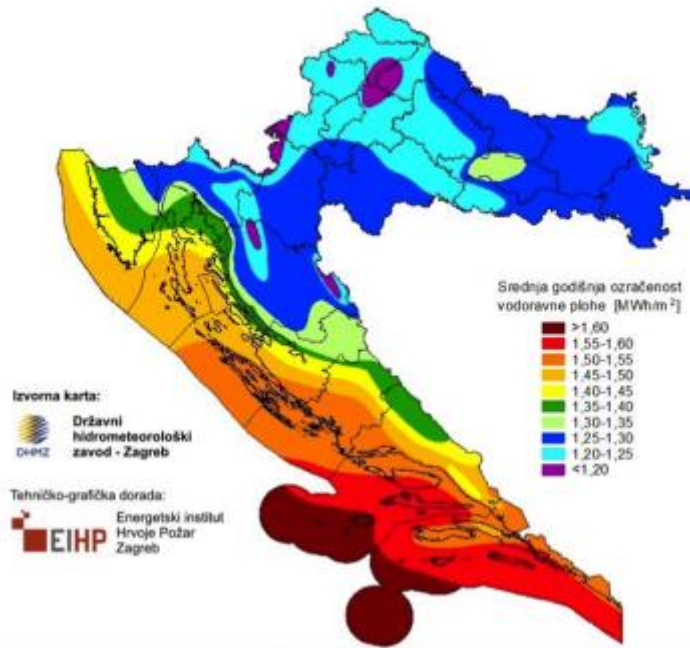 Srednja godišnja ozračenost
vodoravne plohe [MWh/m²]
>1,60
1,55-1,60
1,50-1,55
1,45-1,50
1,40-1,45
1,35-1,40
1,30-1,35
1,25-1,30
1,20-1,25
<1,20
Izvorna karta:
DHMZ
Državni
hidrometeorološki
zavod - Zagreb
Tehničko-grafička dorada:
EIHP
Energetski institut
Hrvoje Požar
Zagreb